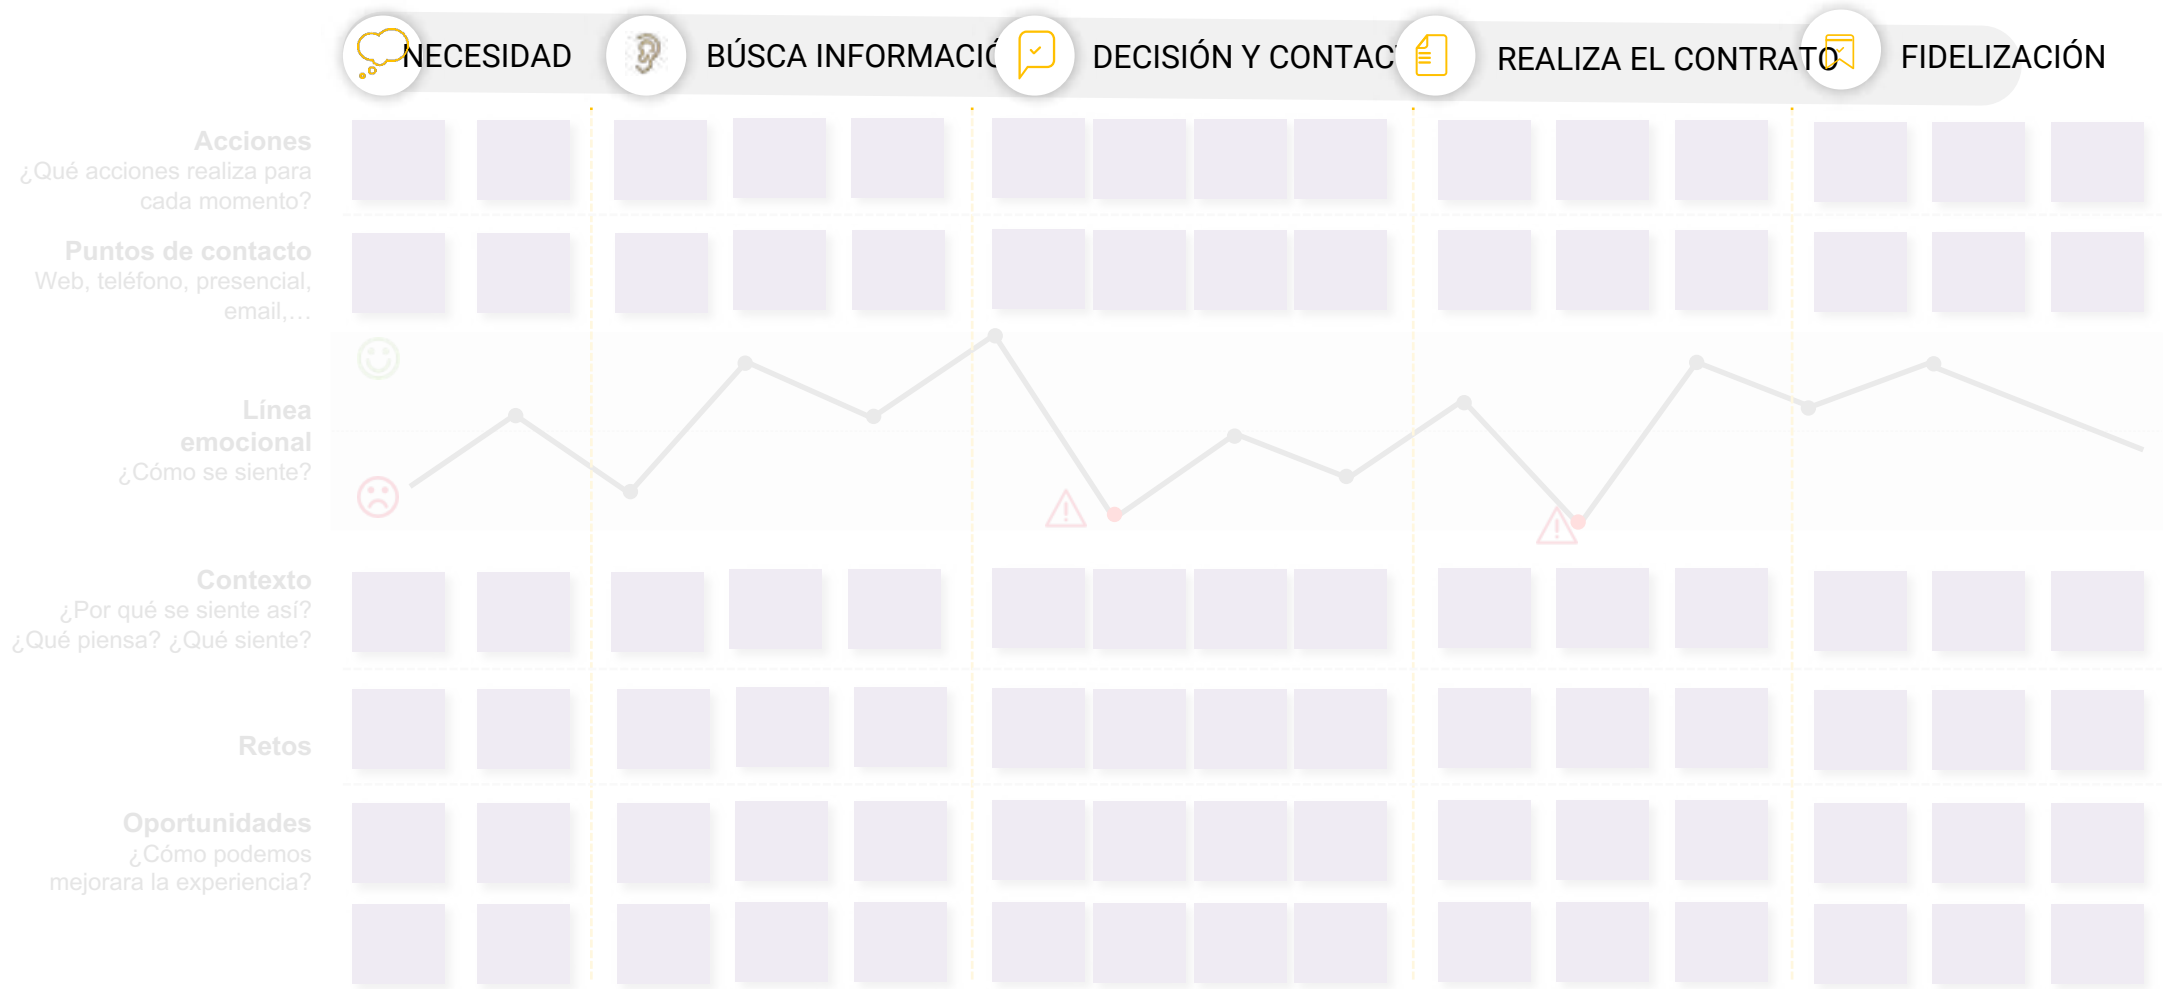 NECESIDAD
BÚSCA INFORMACIÓ
DECISIÓN Y CONTAC
REALIZA EL CONTRATO
FIDELIZACIÓN
Acciones
¿Qué acciones realiza para
cada momento?
Puntos de contacto
Web, teléfono, presencial,
email,…
Línea
emocional
¿Cómo se siente?
Contexto
¿Por qué se siente así?
¿Qué piensa? ¿Qué siente?
Retos
Oportunidades
¿Cómo podemos
mejorara la experiencia?